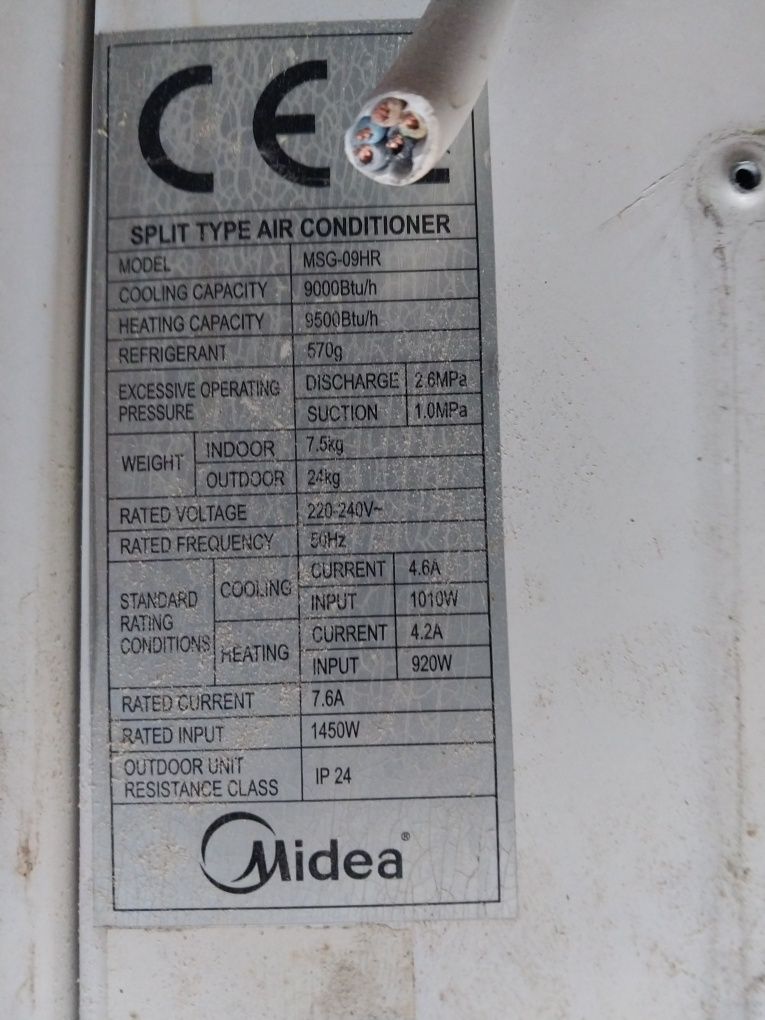 CE
SPLIT TYPE AIR CONDITIONER
MODEL MSG-09HR
COOLING CAPACITY 9000Btu/h
HEATING CAPACITY 9500Btu/h
REFRIGERANT 570g
EXCESSIVE OPERATING PRESSURE
DISCHARGE 2.6MPa
SUCTION 1.0MPa
WEIGHT
INDOOR 7.5kg
OUTDOOR 24kg
RATED VOLTAGE 220-240V~
RATED FREQUENCY 50Hz
STANDARD RATING CONDITIONS
COOLING
CURRENT 4.6A
INPUT 1010W
HEATING
CURRENT 4.2A
INPUT 920W
RATED CURRENT 7.6A
RATED INPUT 1450W
OUTDOOR UNIT
RESISTANCE CLASS IP 24
Midea®